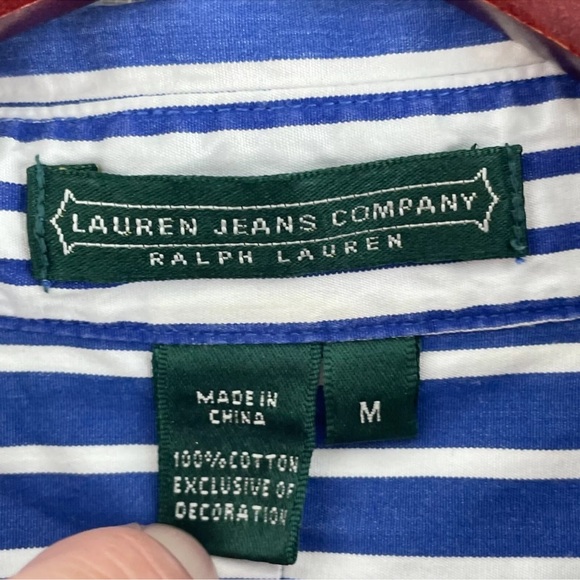 LAUREN JEANS COMPANY
RALPH LAUREN
MADE IN
CHINA
M
100% COTTON
EXCLUSIVE OF
DECORATION